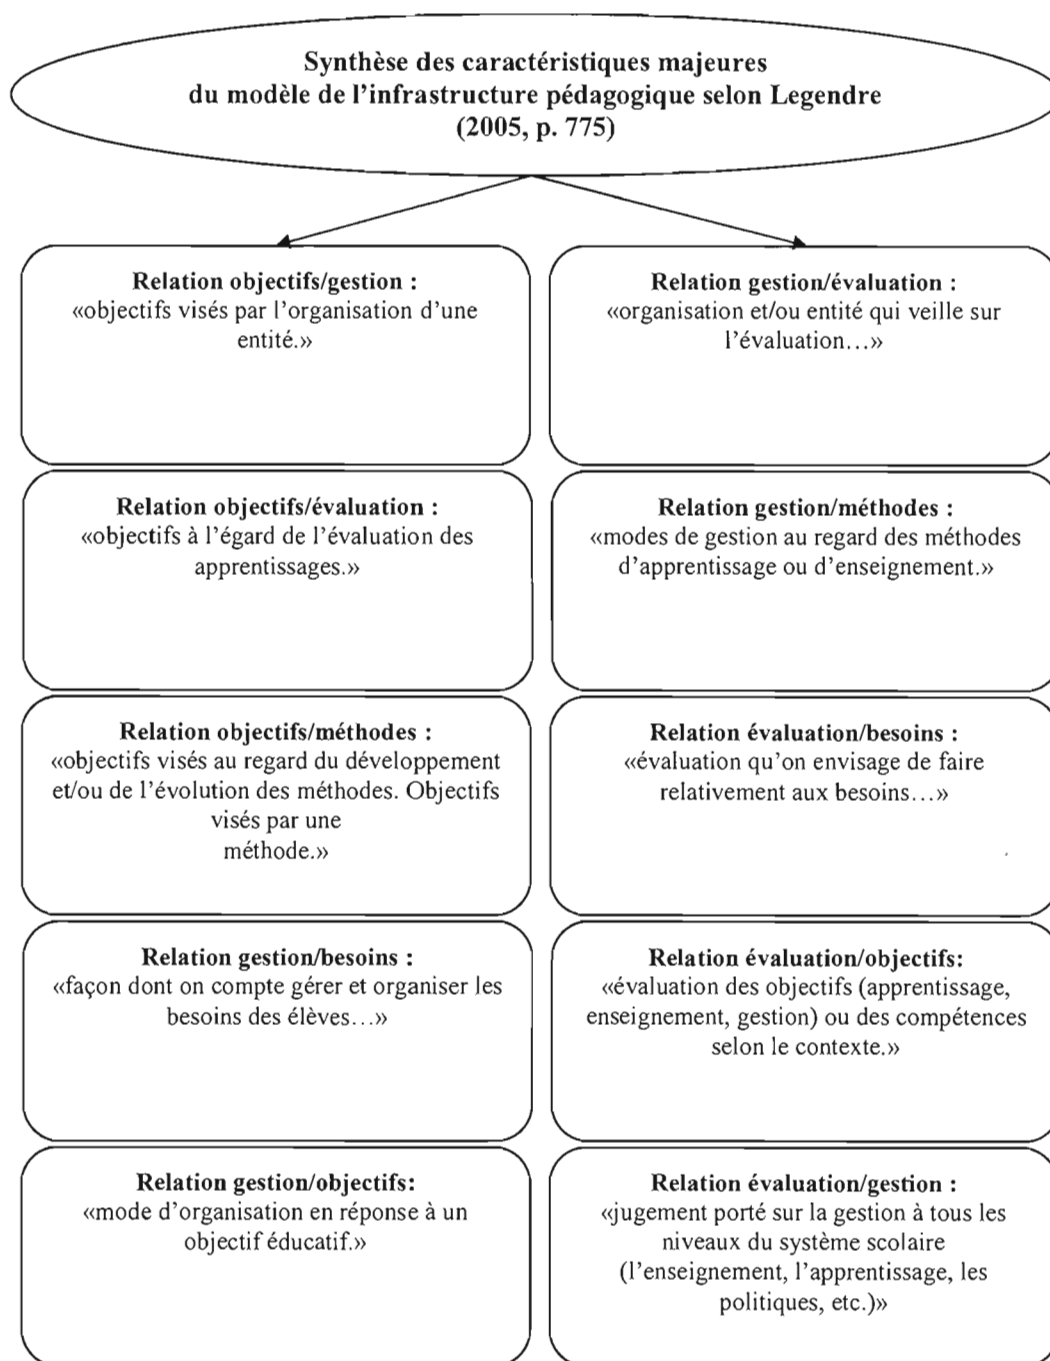 Synthèse des caractéristiques majeures
du modèle de l'infrastructure pédagogique selon Legendre
(2005, p. 775)
Relation objectifs/gestion :
«objectifs visés par l'organisation d'une
entité.»
Relation gestion/évaluation :
«organisation et/ou entité qui veille sur
l'évaluation…»
Relation objectifs/évaluation :
«objectifs à l'égard de l'évaluation des
apprentissages.»
Relation gestion/méthodes :
«modes de gestion au regard des méthodes
d'apprentissage ou d'enseignement.»
Relation objectifs/méthodes :
«objectifs visés au regard du développement
et/ou de l'évolution des méthodes. Objectifs
visés par une
méthode.»
Relation évaluation/besoins :
«évaluation qu'on envisage de faire
relativement aux besoins…»
Relation gestion/besoins :
«façon dont on compte gérer et organiser les
besoins des élèves…»
Relation évaluation/objectifs:
«évaluation des objectifs (apprentissage,
enseignement, gestion) ou des compétences
selon le contexte.»
Relation gestion/objectifs:
«mode d'organisation en réponse à un
objectif éducatif.»
Relation évaluation/gestion :
«jugement porté sur la gestion à tous les
niveaux du système scolaire
(l'enseignement, l'apprentissage, les
politiques, etc.)»